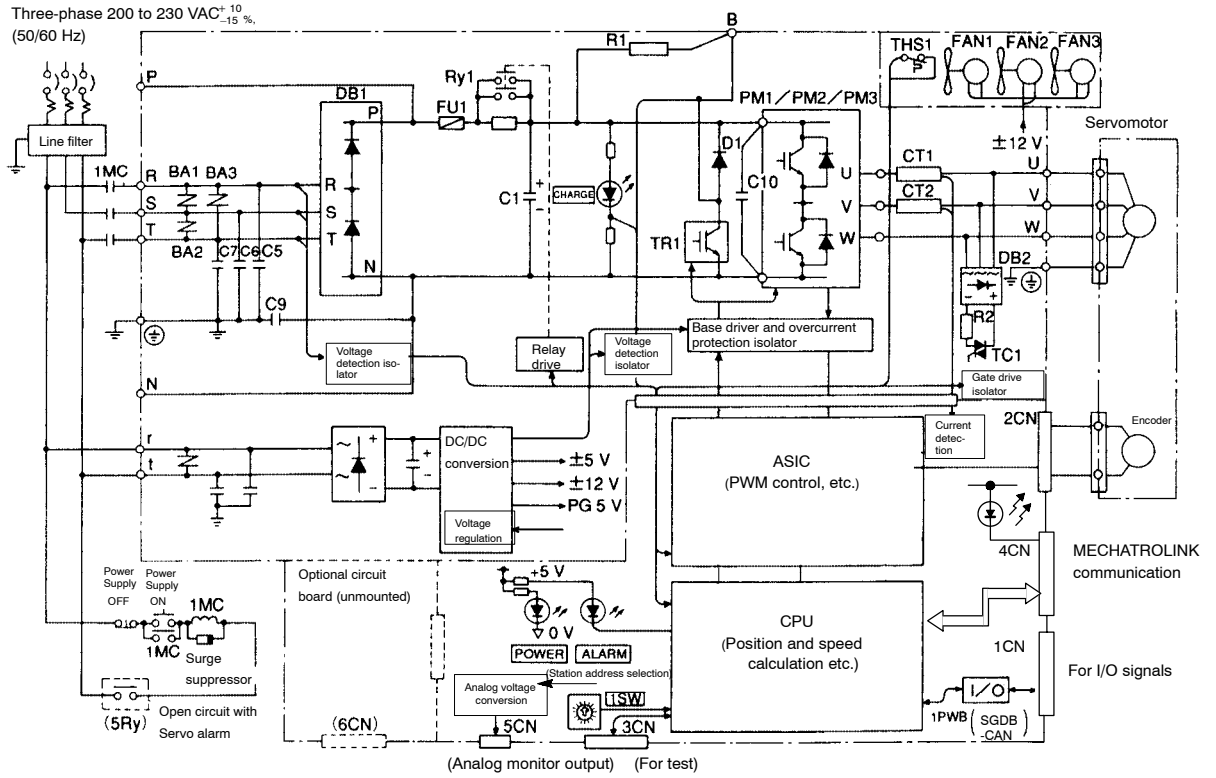 Three-phase 200 to 230 VAC + 10 −15 %,
(50/60 Hz)
B
R1
THS1
FAN1
FAN2
FAN3
P
DB1
P
FU1
Ry1
PM1/PM2/PM3
±12 V
Servomotor
Line filter
1MC
R
BA1
BA3
R
S
S
T
T
BA2
C7
C6
C5
N
C9
C1
+
−
CHARGE
D1
C10
TR1
U
V
W
CT1
CT2
U
V
W
DB2
−
+
R2
TC1
Voltage
detection iso-
lator
Relay
drive
Voltage
detection
isolator
Base driver and overcurrent
protection isolator
Gate drive
isolator
N
Current
detec-
tion
2CN
Encoder
r
t
~
~
+
−
+
−
DC/DC
conversion
±5 V
±12 V
PG 5 V
Voltage
regulation
ASIC
(PWM control, etc.)
4CN
MECHATROLINK
communication
Power
Supply
OFF
Power
Supply
ON
1MC
1MC
Surge
suppressor
(5Ry)
Open circuit with
Servo alarm
Optional circuit
board (unmounted)
+5 V
0 V
POWER
ALARM
(Station address selection)
CPU
(Position and speed
calculation etc.)
1CN
For I/O signals
Analog voltage
conversion
1SW
I/O
1PWB
(SGDB
-CAN)
(6CN)
5CN
3CN
(Analog monitor output)
(For test)